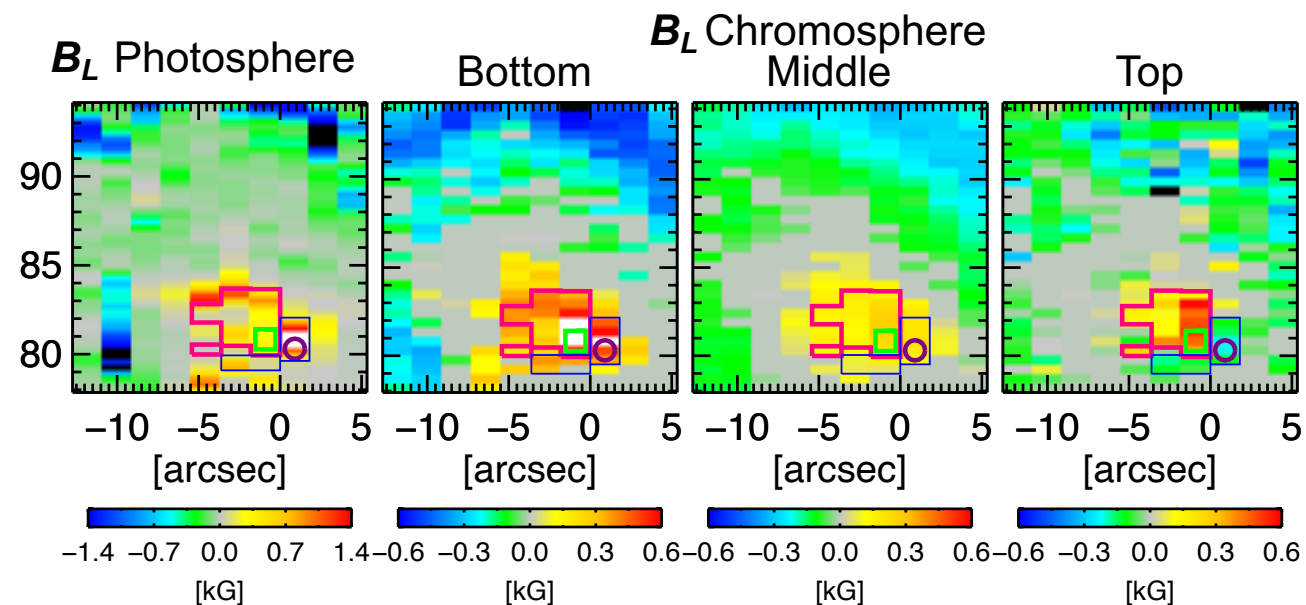 B_L Photosphere
B_L Chromosphere
Bottom
Middle
Top
90
85
80
−10 −5 0 5
−10 −5 0 5
−10 −5 0 5
−10 −5 0 5
[arcsec]
[arcsec]
[arcsec]
[arcsec]
−1.4 −0.7 0.0 0.7 1.4
−0.6 −0.3 0.0 0.3 0.6
−0.6 −0.3 0.0 0.3 0.6
−0.6 −0.3 0.0 0.3 0.6
[kG]
[kG]
[kG]
[kG]